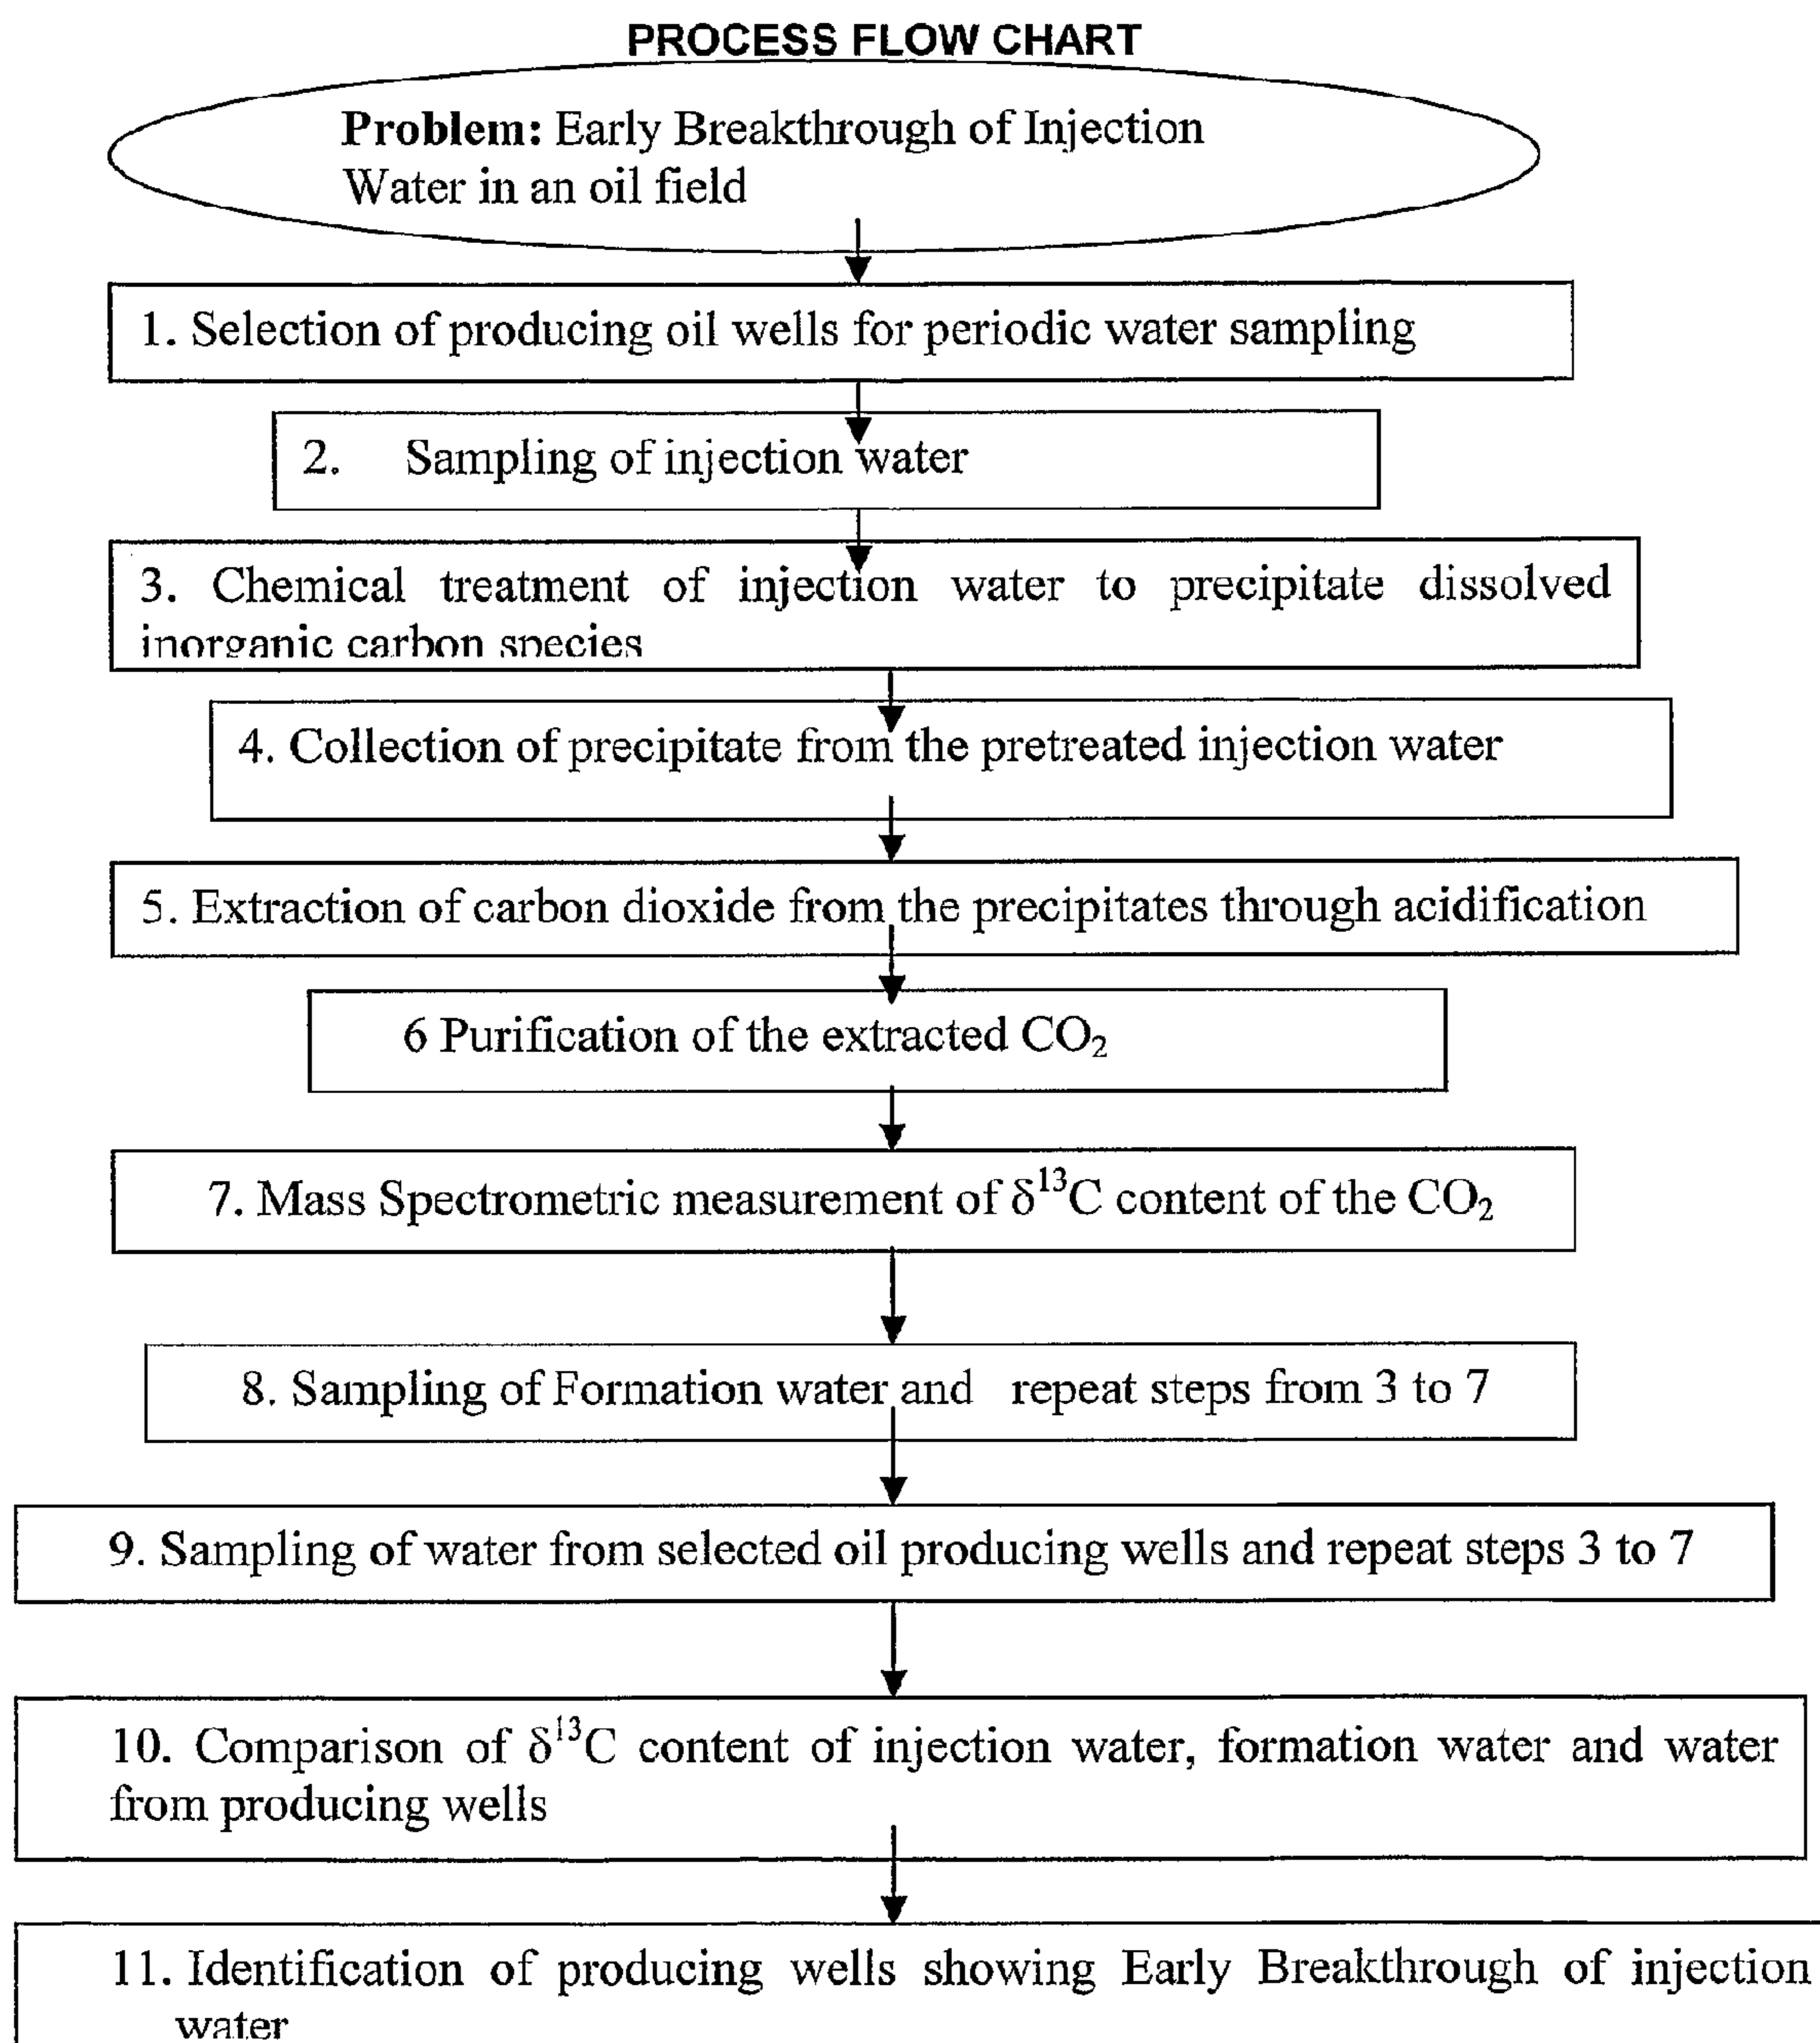 PROCESS FLOW CHART
Problem: Early Breakthrough of Injection
Water in an oil field
1. Selection of producing oil wells for periodic water sampling
2. Sampling of injection water
3. Chemical treatment of injection water to precipitate dissolved
inorganic carbon species
4. Collection of precipitate from the pretreated injection water
5. Extraction of carbon dioxide from the precipitates through acidification
6 Purification of the extracted CO₂
7. Mass Spectrometric measurement of δ¹³C content of the CO₂
8. Sampling of Formation water and repeat steps from 3 to 7
9. Sampling of water from selected oil producing wells and repeat steps 3 to 7
10. Comparison of δ¹³C content of injection water, formation water and water
from producing wells
11. Identification of producing wells showing Early Breakthrough of injection
water